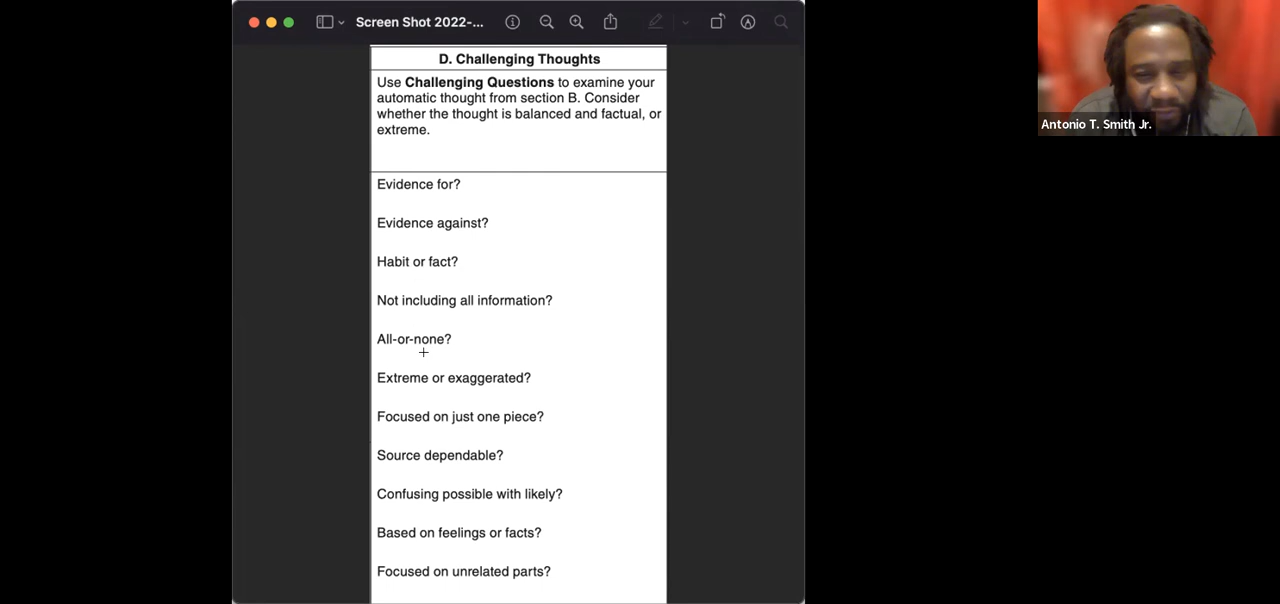 Screen Shot 2022-...
D. Challenging Thoughts
Use Challenging Questions to examine your
automatic thought from section B. Consider
whether the thought is balanced and factual, or
extreme.
Evidence for?
Evidence against?
Habit or fact?
Not including all information?
All-or-none?
Extreme or exaggerated?
Focused on just one piece?
Source dependable?
Confusing possible with likely?
Based on feelings or facts?
Focused on unrelated parts?
Antonio T. Smith Jr.